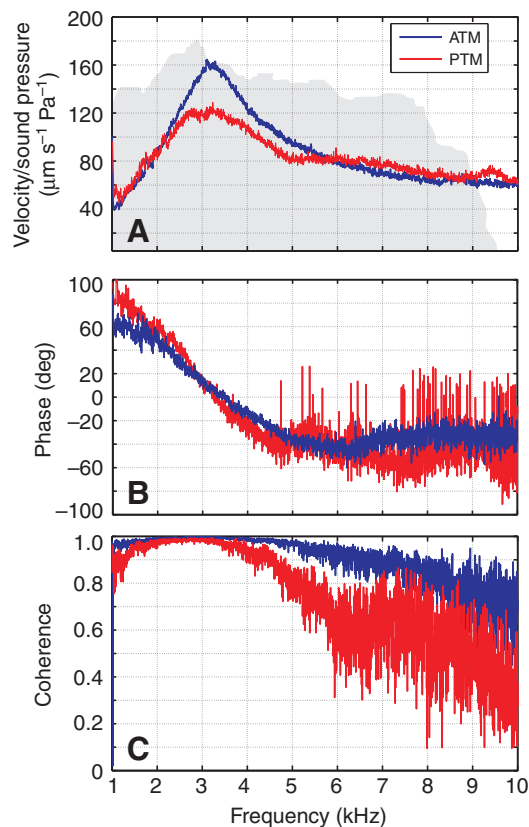 200
160
120
80
40
Velocity/sound pressure
(μm s⁻¹ Pa⁻¹)
ATM
PTM
A
100
60
20
0
–20
–60
–100
Phase (deg)
B
1.0
0.8
0.6
0.4
0.2
0
Coherence
C
1 2 3 4 5 6 7 8 9 10
Frequency (kHz)